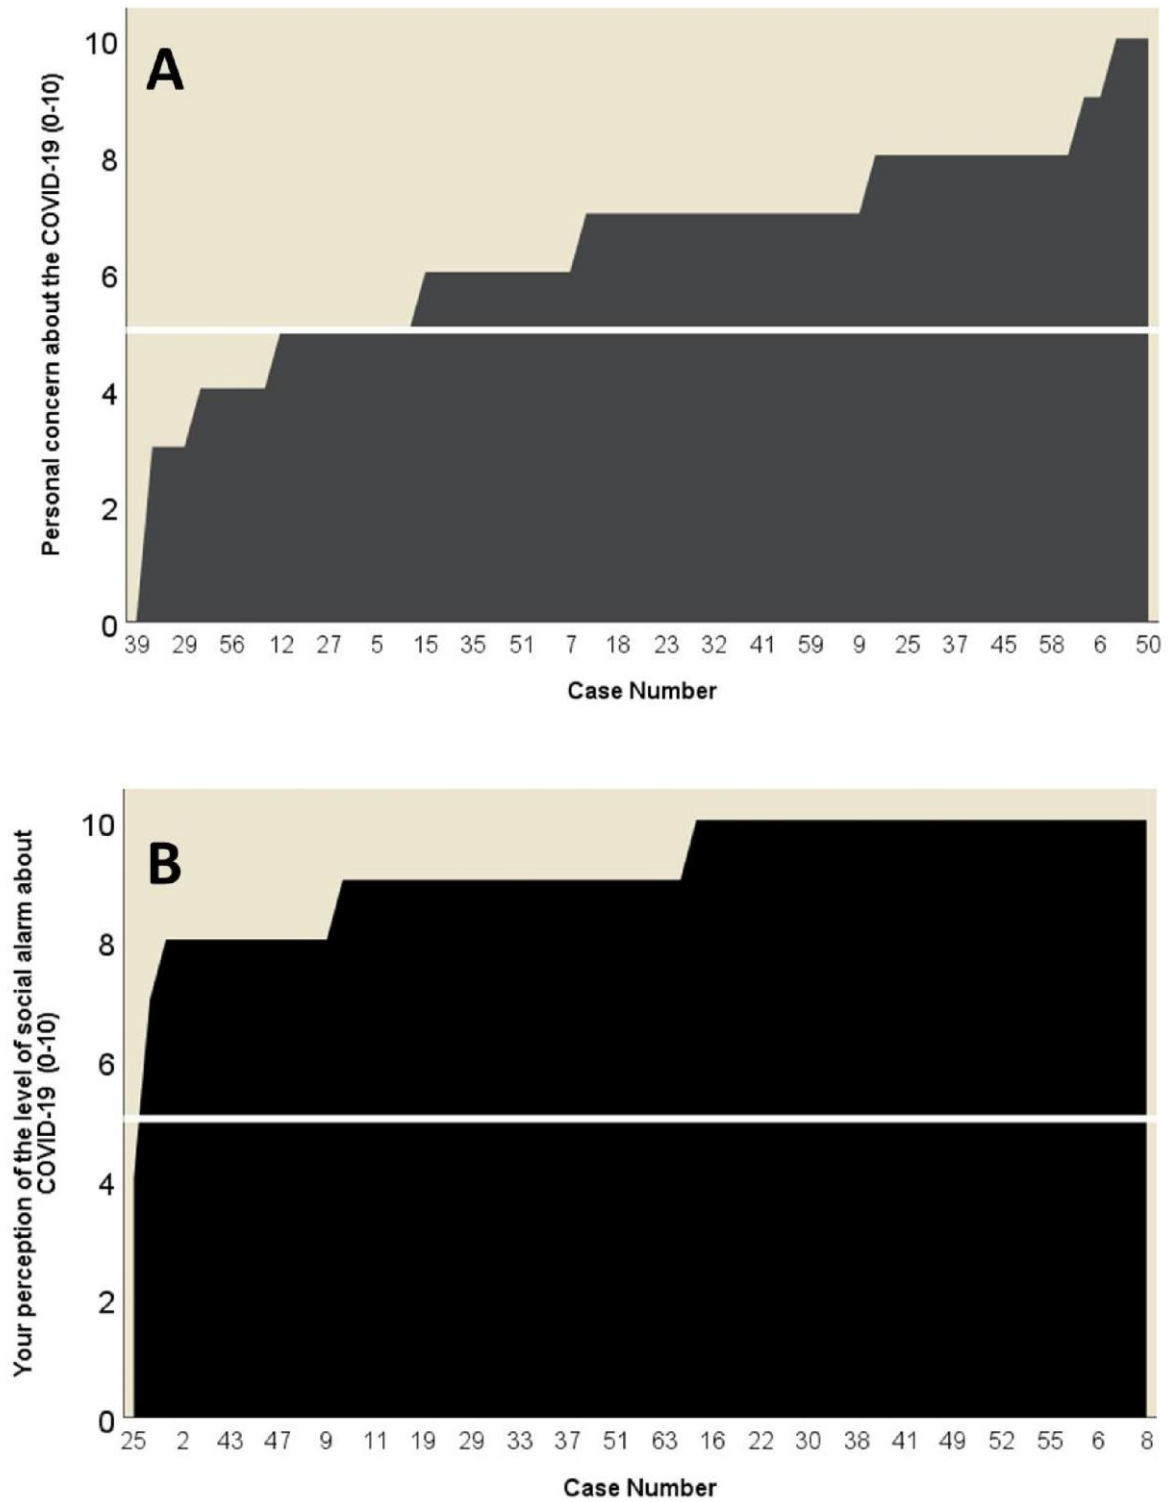 A
Personal concern about the COVID-19 (0-10)
10
8
6
4
2
0
39 29 56 12 27 5 15 35 51 7 18 23 32 41 59 9 25 37 45 58 6 50
Case Number
B
Your perception of the level of social alarm about
COVID-19 (0-10)
10
8
6
4
2
0
25 2 43 47 9 11 19 29 33 37 51 63 16 22 30 38 41 49 52 55 6 8
Case Number